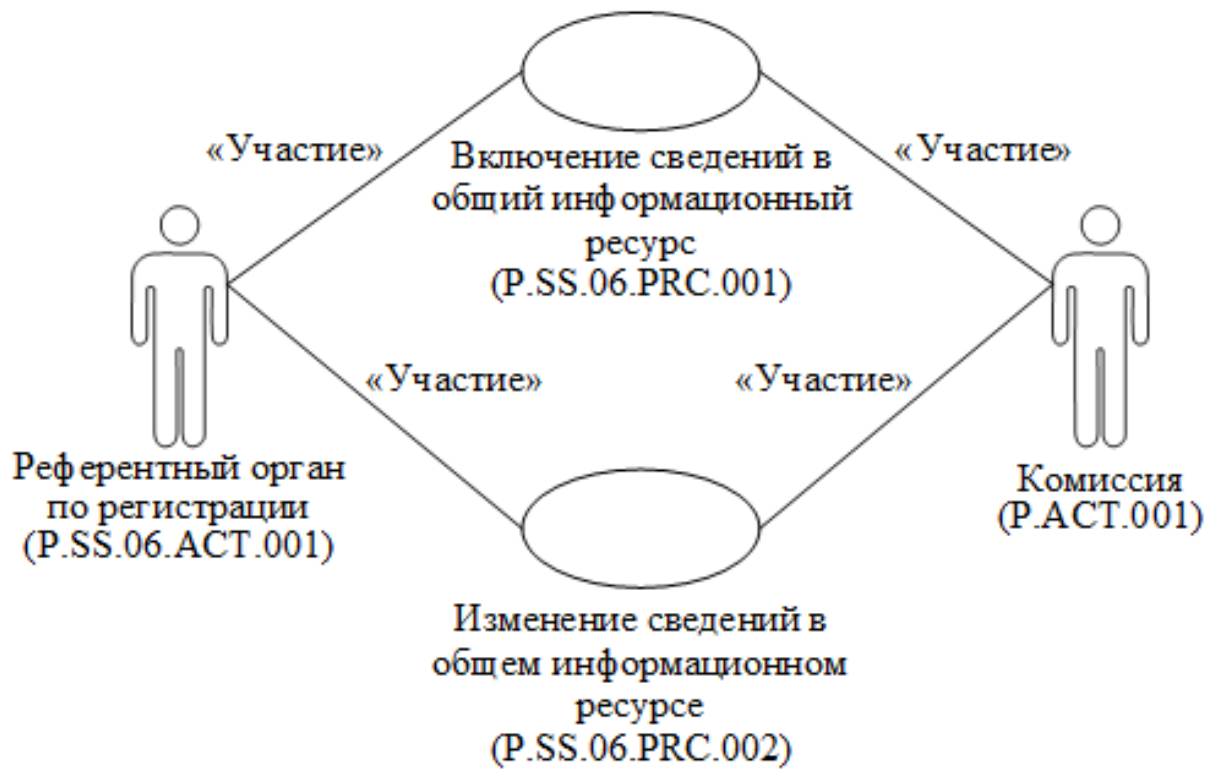 «Участие»
Включение сведений в
общий информационный
ресурс
(P.SS.06.PRC.001)
«Участие»
«Участие»
«Участие»
Референтный орган
по регистрации
(P.SS.06.ACT.001)
Комиссия
(P.ACT.001)
Изменение сведений в
общем информационном
ресурсе
(P.SS.06.PRC.002)